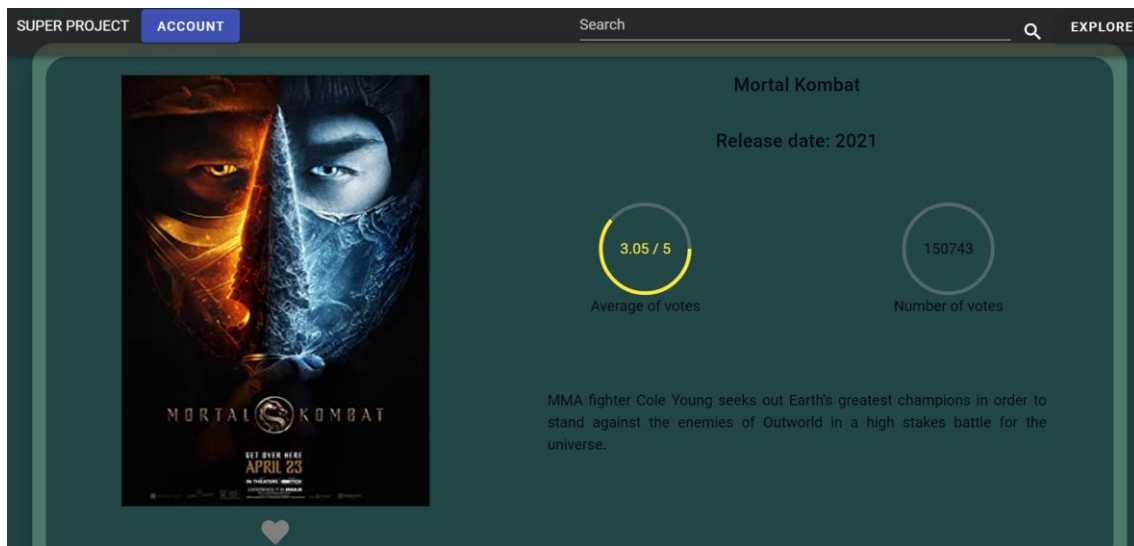 SUPER PROJECT ACCOUNT Search EXPLORE
Mortal Kombat
Release date: 2021
3.05 / 5 150743
Average of votes Number of votes
MMA fighter Cole Young seeks out Earth's greatest champions in order to
stand against the enemies of Outworld in a high stakes battle for the
universe.
MORTAL KOMBAT
GET OVER HERE
APRIL 23